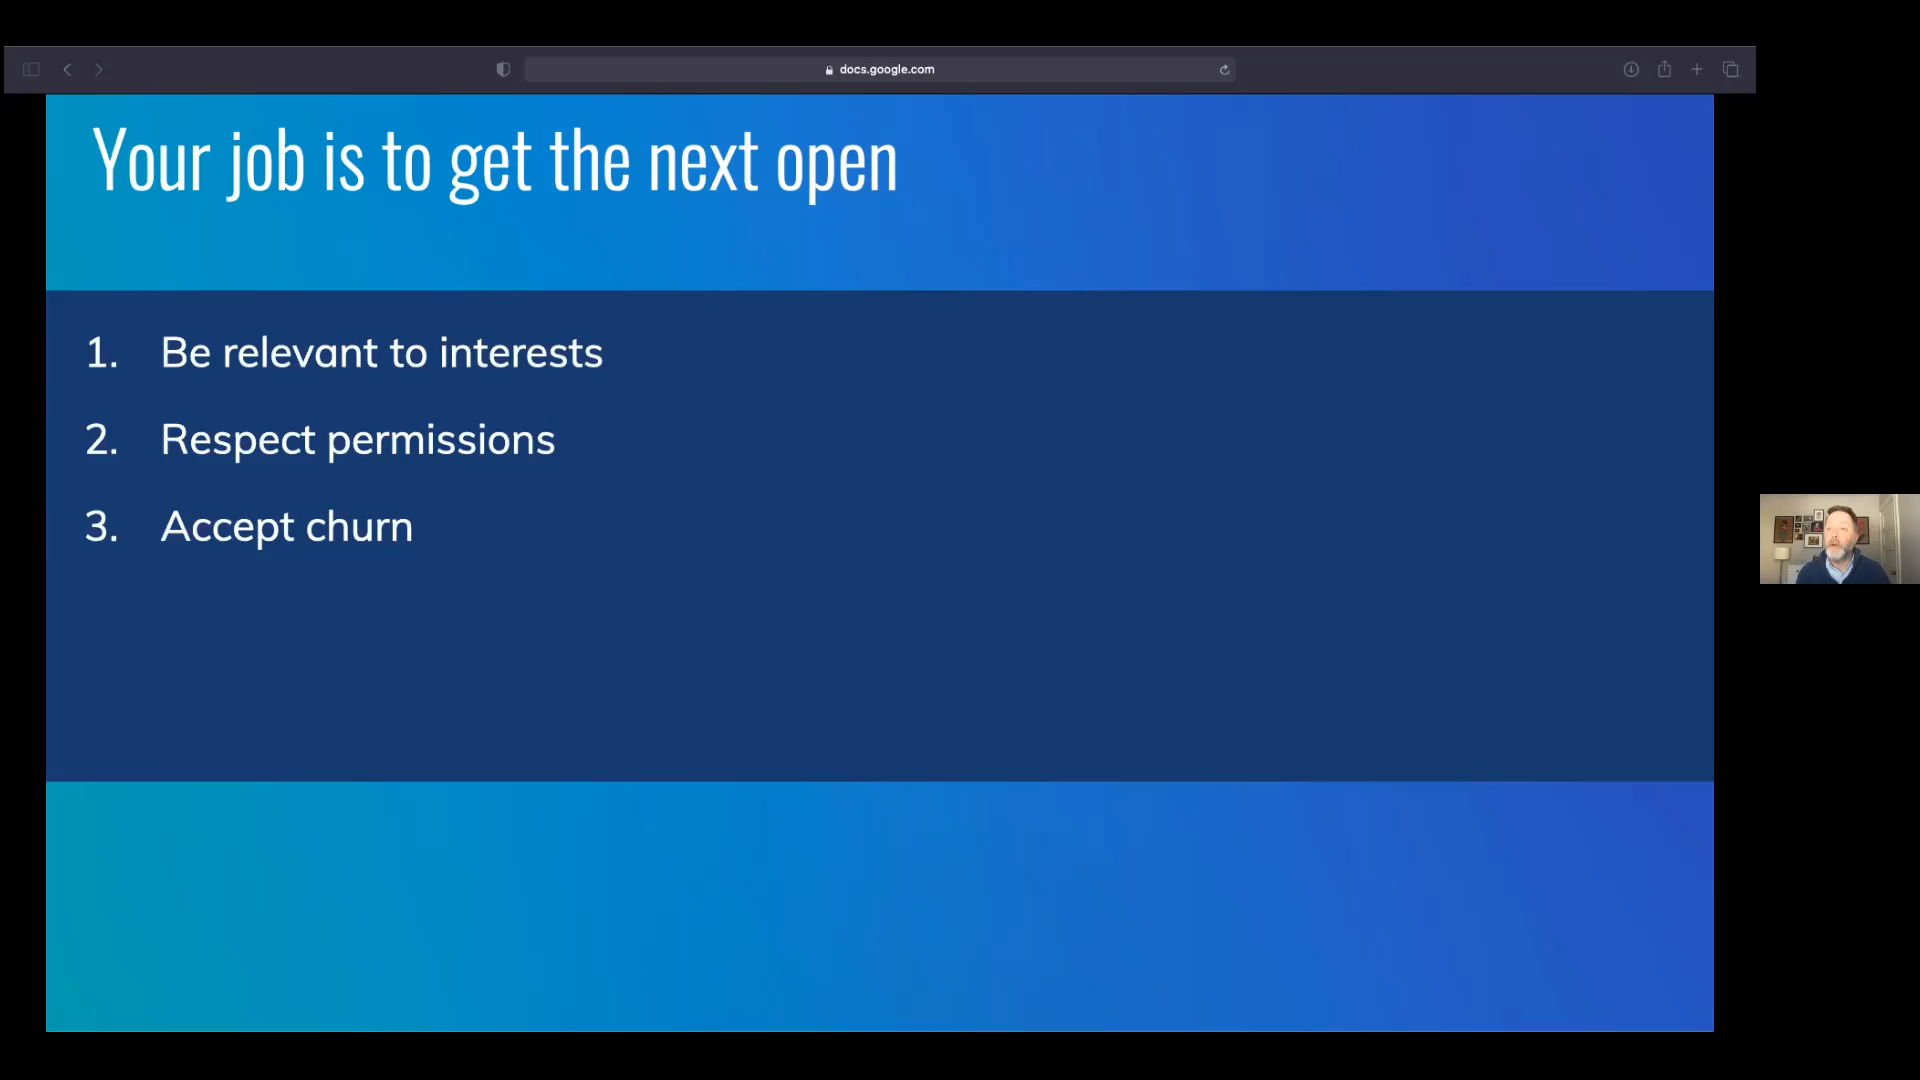 docs.google.com
Your job is to get the next open
1. Be relevant to interests
2. Respect permissions
3. Accept churn